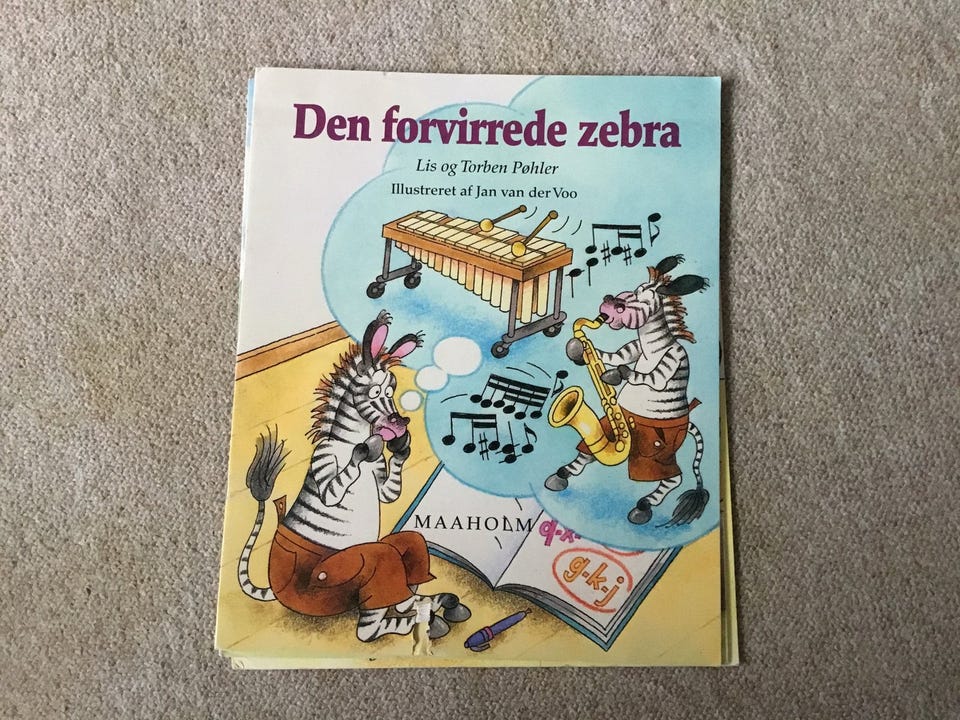 Den forvirrede zebra
Lis og Torben Pøhler
Illustreret af Jan van der Voo
MAAHOLM
q-x-
g-k-j